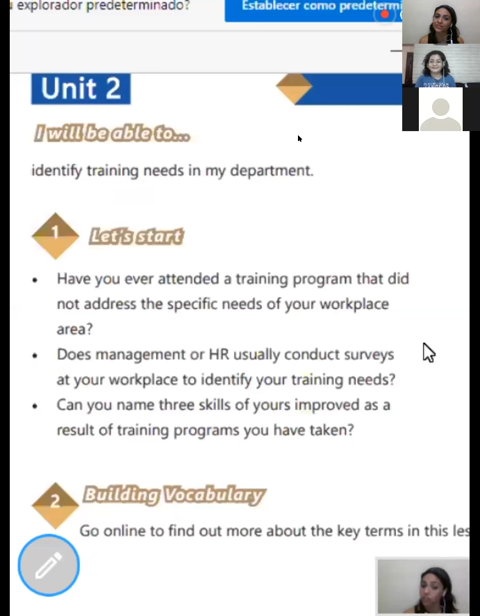 explorador predeterminado?
Establecer como predetermi
Unit 2
I will be able to...
identify training needs in my department.
1
Let's start
• Have you ever attended a training program that did
not address the specific needs of your workplace
area?
• Does management or HR usually conduct surveys
at your workplace to identify your training needs?
• Can you name three skills of yours improved as a
result of training programs you have taken?
2
Building Vocabulary
Go online to find out more about the key terms in this les